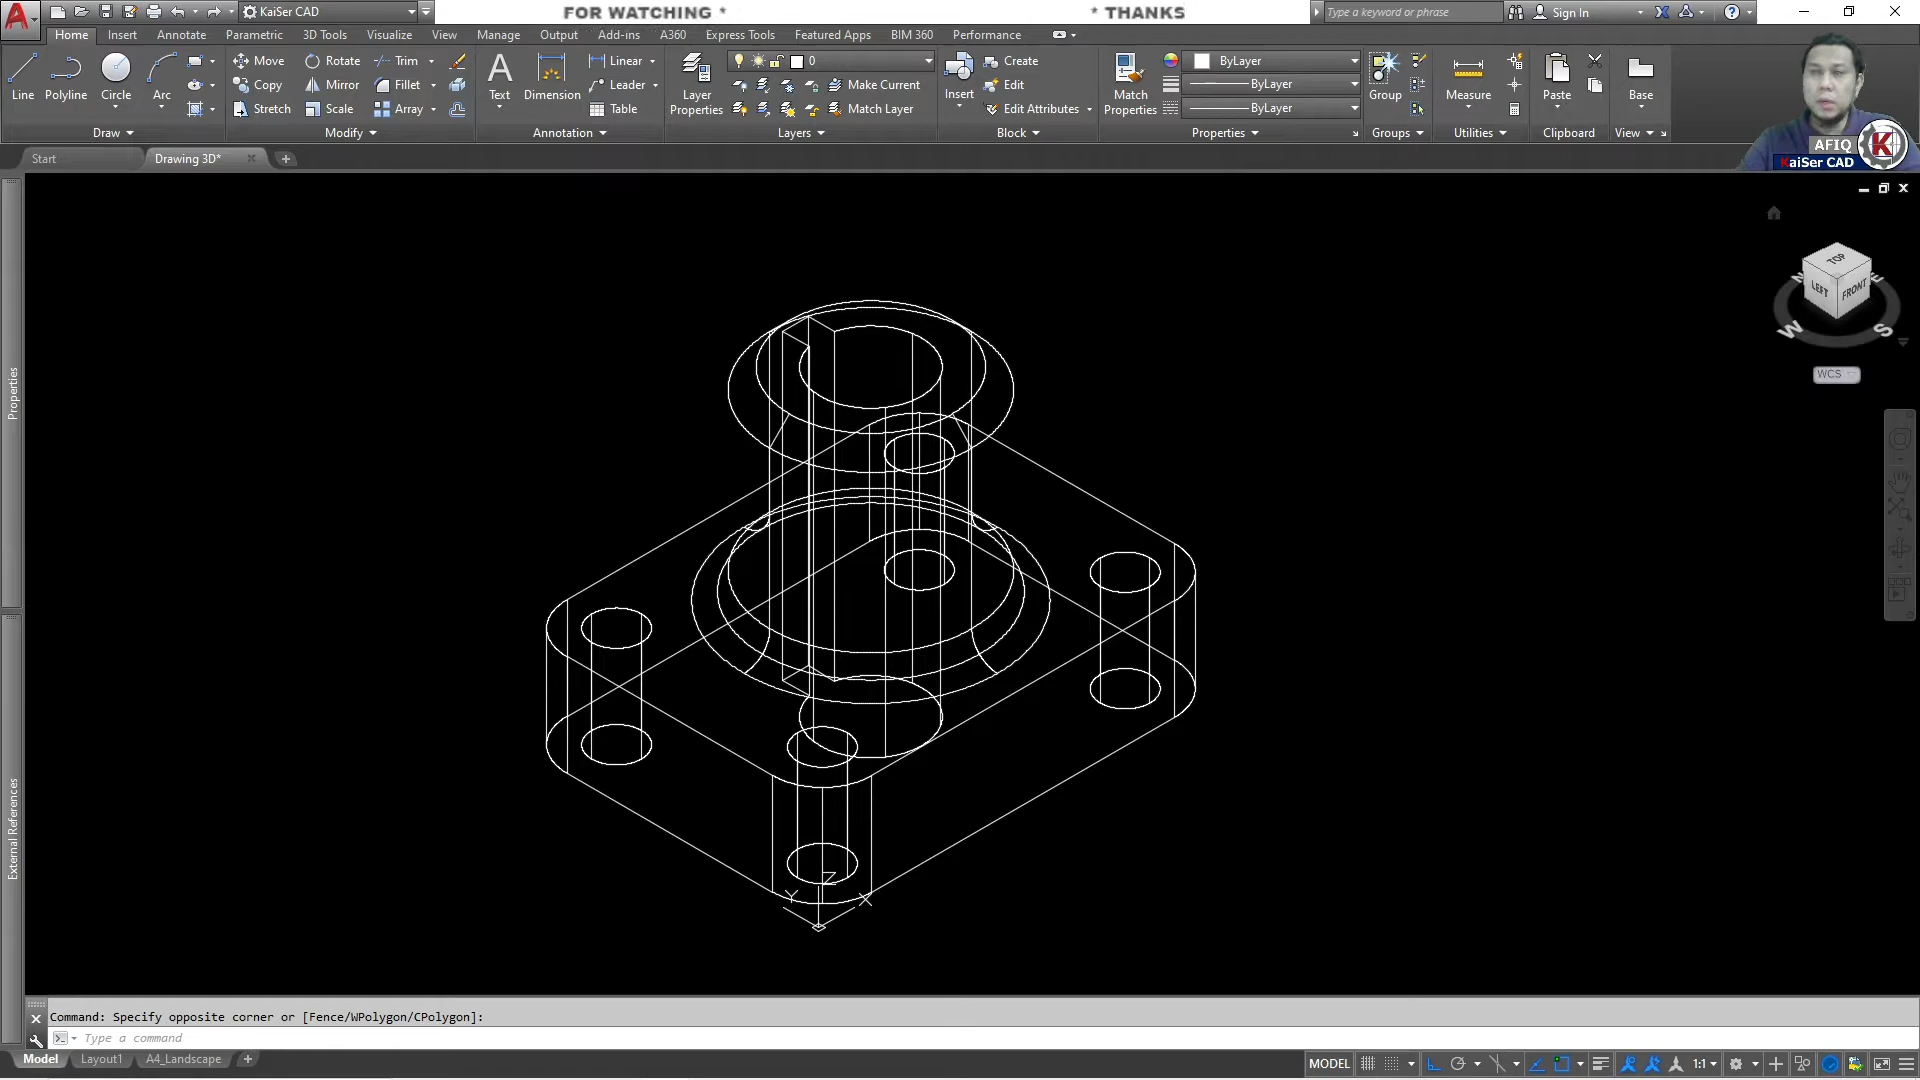 KaiSer CAD
FOR WATCHING *
* THANKS
Type a keyword or phrase
Sign In
Home Insert Annotate Parametric 3D Tools Visualize View Manage Output Add-ins A360 Express Tools Featured Apps BIM 360 Performance
Line Polyline Circle Arc
Move Rotate Trim
Copy Mirror Fillet
Stretch Scale Array
Text Dimension
Linear
Leader
Table
Layer Properties
0
Make Current
Match Layer
Insert
Create
Edit
Edit Attributes
Match Properties
ByLayer
ByLayer
ByLayer
Group
Measure
Paste
Base
Draw Modify Annotation Layers Block Properties Groups Utilities Clipboard View
AFIQ
KaiSer CAD
Start
Drawing 3D*
TOP
LEFT FRONT
N E
W S
WCS
Properties
External References
Z
Y X
Command: Specify opposite corner or [Fence/WPolygon/CPolygon]:
Type a command
Model Layout1 A4_Landscape
MODEL
1:1